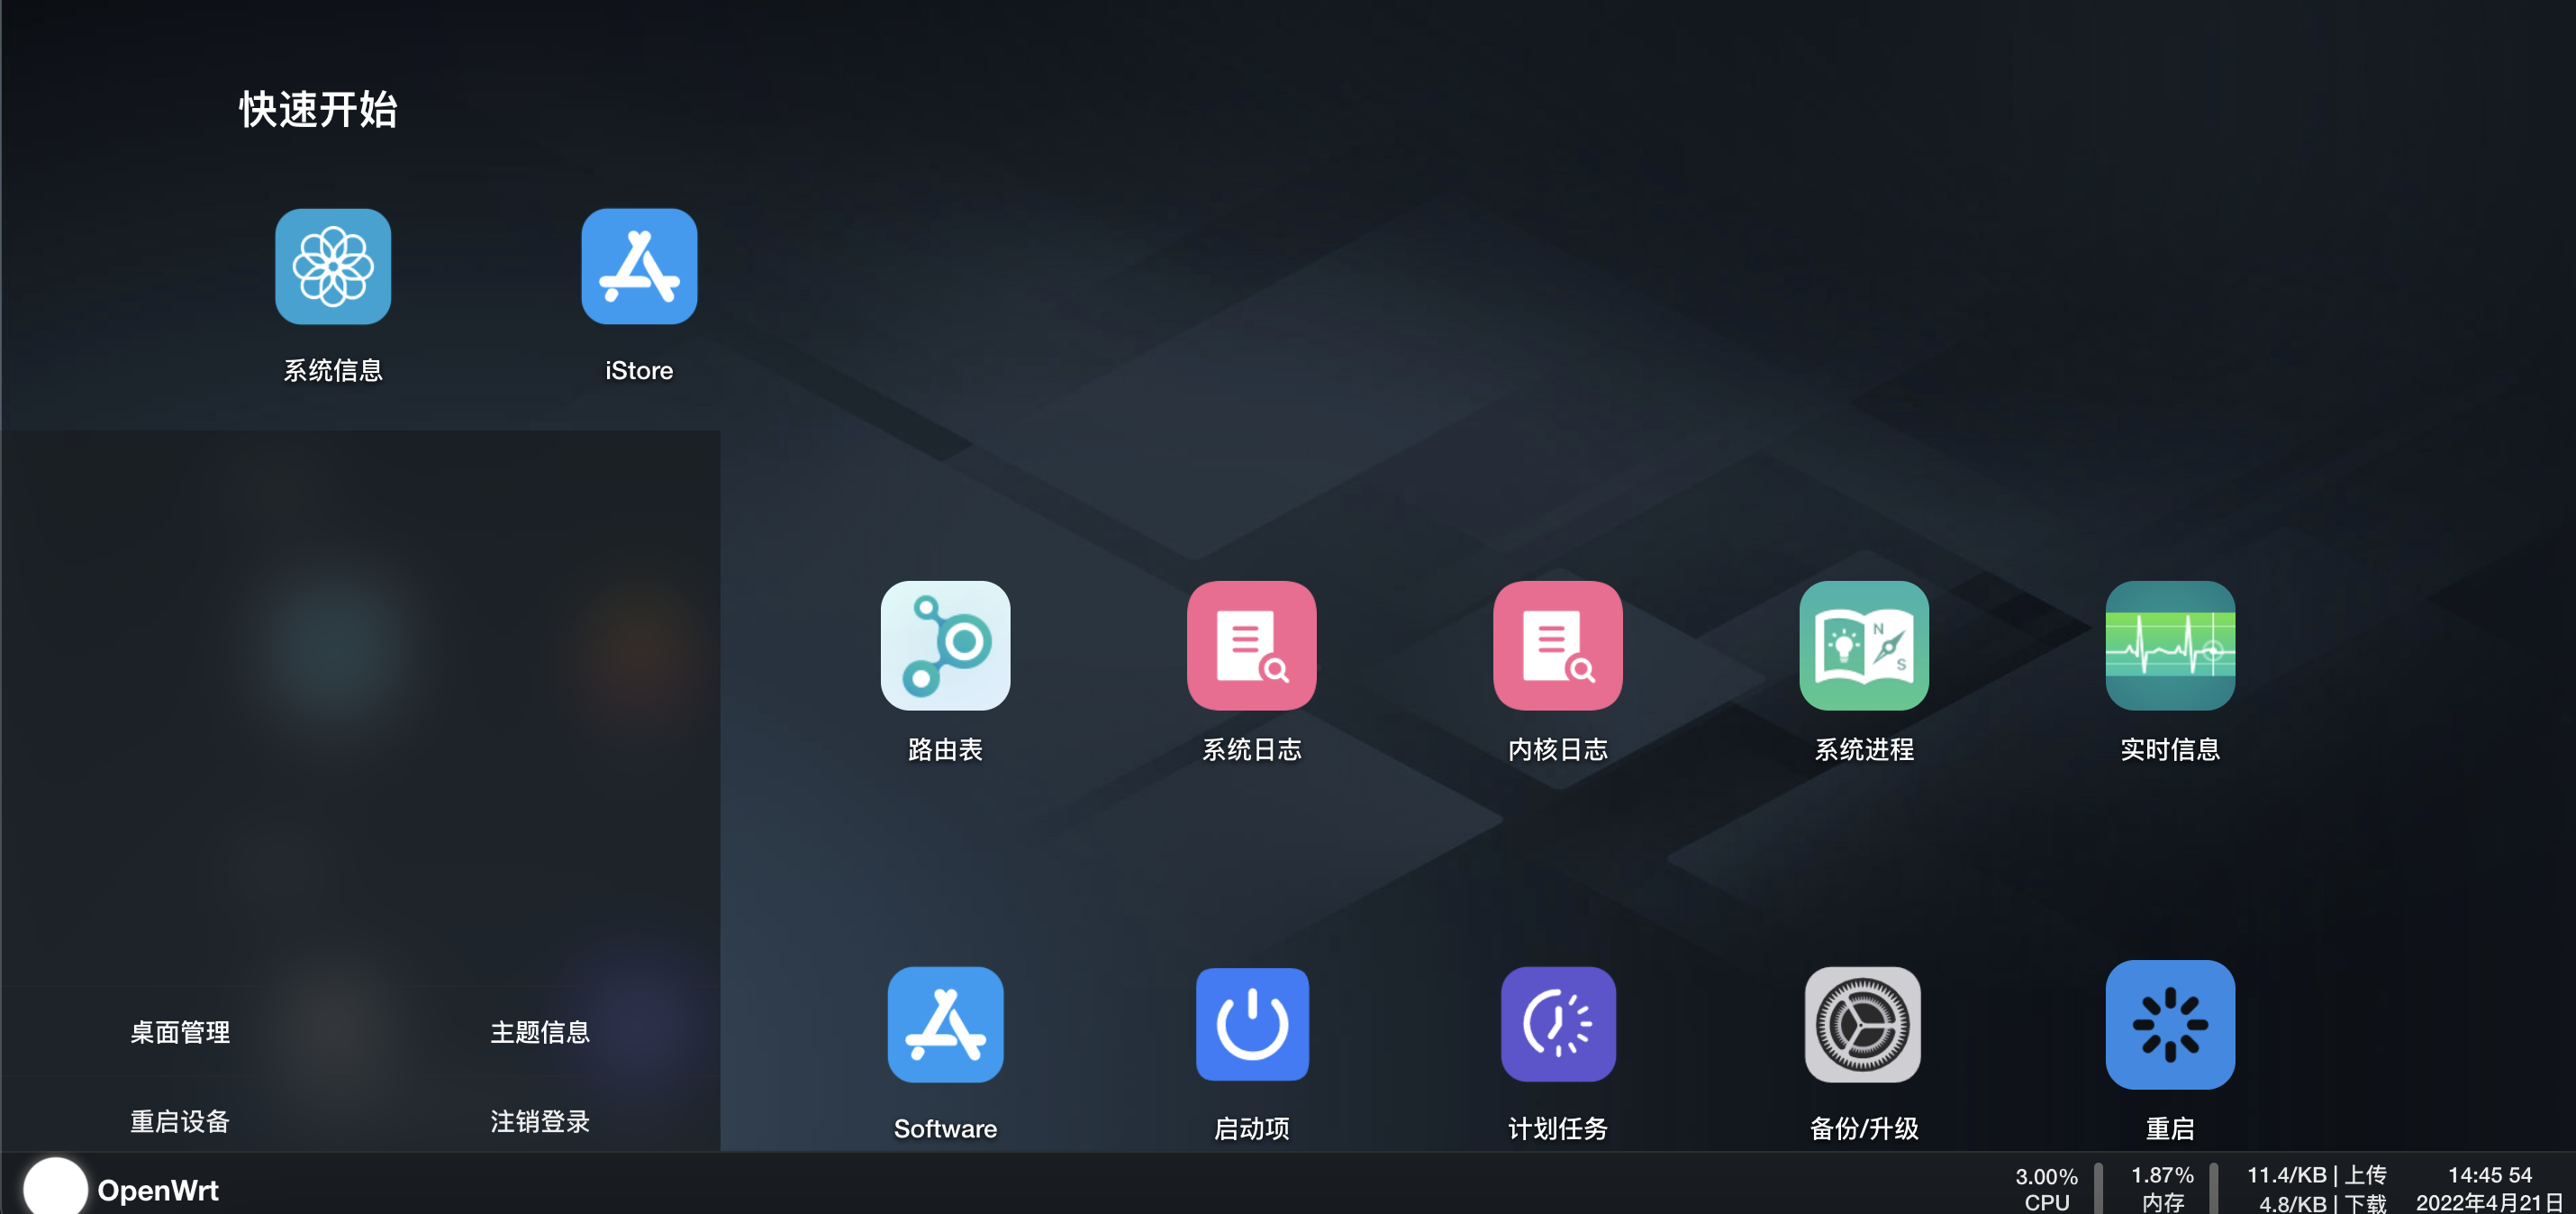 快速开始
系统信息
iStore
路由表
系统日志
内核日志
N
S
系统进程
实时信息
Software
启动项
计划任务
备份/升级
重启
桌面管理
主题信息
重启设备
注销登录
OpenWrt
3.00%
CPU
1.87%
内存
11.4/KB | 上传
4.8/KB | 下载
14:45 54
2022年4月21日